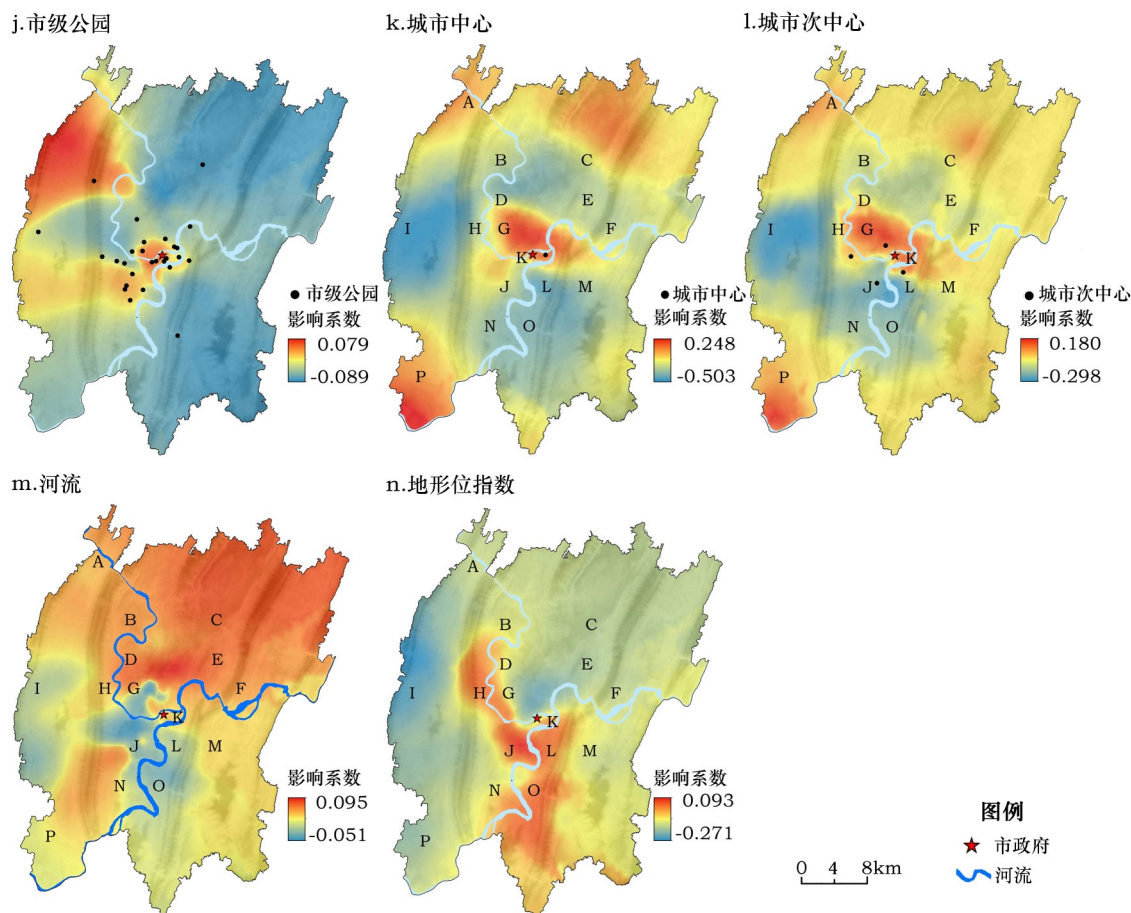 j.市级公园
k.城市中心
l.城市次中心
A
B
C
D
E
I
H
G
F
K
J
L
M
N
O
P
A
B
C
D
E
I
H
G
F
K
J
L
M
N
O
P
市级公园
影响系数
0.079
-0.089
城市中心
影响系数
0.248
-0.503
城市次中心
影响系数
0.180
-0.298
m.河流
n.地形位指数
A
B
C
D
E
I
H
G
F
K
J
L
M
N
O
P
A
B
C
D
E
I
H
G
F
K
J
L
M
N
O
P
影响系数
0.095
-0.051
影响系数
0.093
-0.271
图例
市政府
河流
0 4 8km